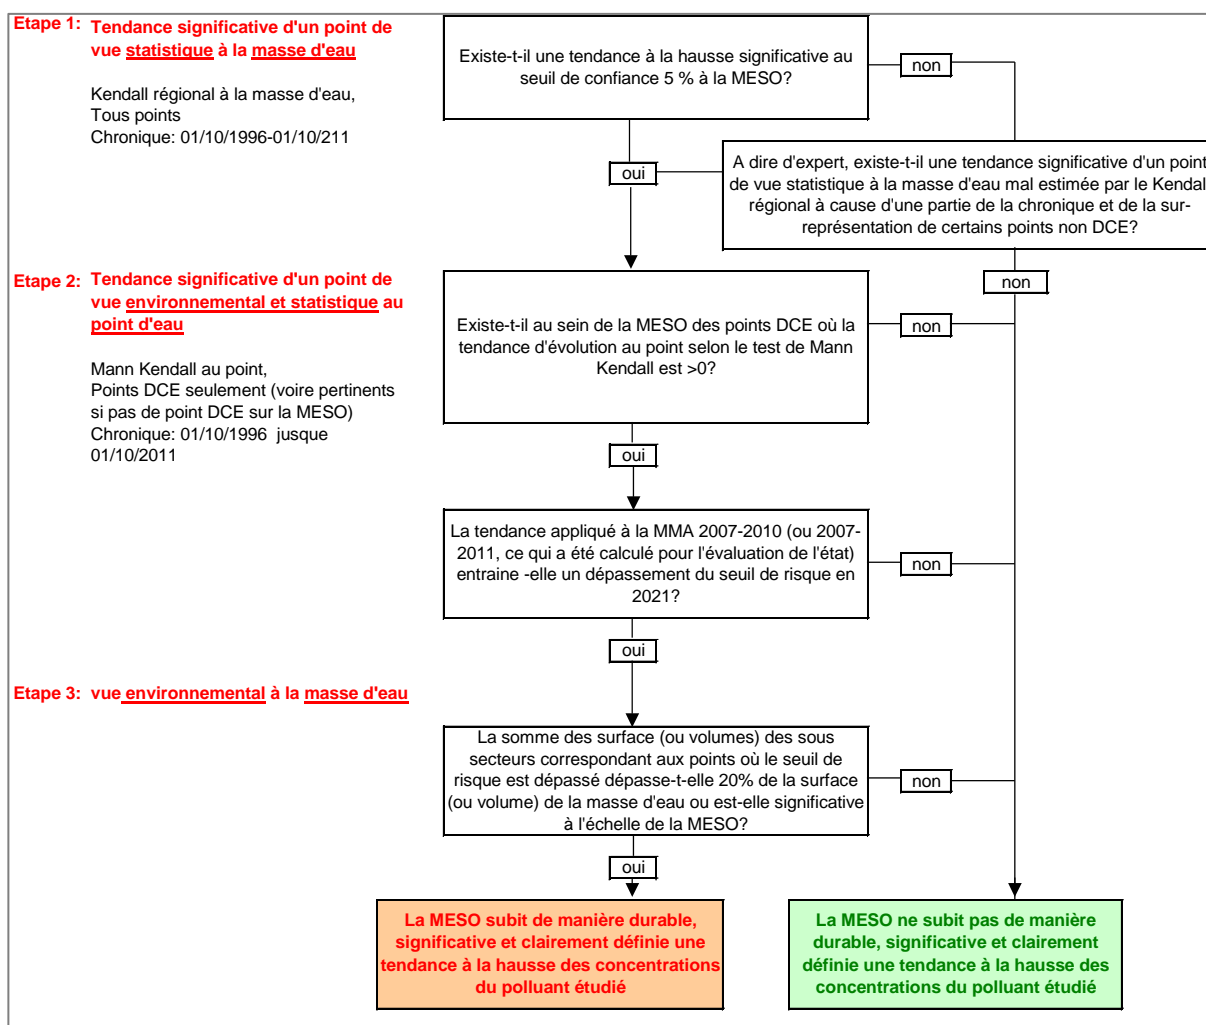 Etape 1: Tendance significative d'un point de
vue statistique à la masse d'eau
Kendall régional à la masse d'eau,
Tous points
Chronique: 01/10/1996-01/10/211
Existe-t-il une tendance à la hausse significative au
seuil de confiance 5 % à la MESO?
non
oui
A dire d'expert, existe-t-il une tendance significative d'un point
de vue statistique à la masse d'eau mal estimée par le Kendall
régional à cause d'une partie de la chronique et de la sur-
représentation de certains points non DCE?
non
Etape 2: Tendance significative d'un point de
vue environnemental et statistique au
point d'eau
Mann Kendall au point,
Points DCE seulement (voire pertinents
si pas de point DCE sur la MESO)
Chronique: 01/10/1996 jusque
01/10/2011
Existe-t-il au sein de la MESO des points DCE où la
tendance d'évolution au point selon le test de Mann
Kendall est >0?
non
oui
La tendance appliqué à la MMA 2007-2010 (ou 2007-
2011, ce qui a été calculé pour l'évaluation de l'état)
entraine -elle un dépassement du seuil de risque en
2021?
non
oui
Etape 3: vue environnemental à la masse d'eau
La somme des surface (ou volumes) des sous
secteurs correspondant aux points où le seuil de
risque est dépassé dépasse-t-elle 20% de la surface
(ou volume) de la masse d'eau ou est-elle significative
à l'échelle de la MESO?
non
oui
La MESO subit de manière durable,
significative et clairement définie une
tendance à la hausse des concentrations
du polluant étudié
La MESO ne subit pas de manière
durable, significative et clairement
définie une tendance à la hausse des
concentrations du polluant étudié